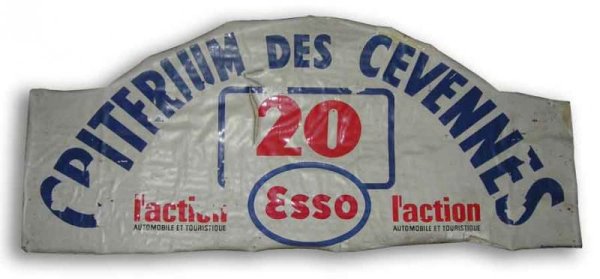 CRITERIUM DES CEVENNES
20
Esso
l'action
AUTOMOBILE ET TOURISTIQUE
l'action
AUTOMOBILE ET TOURISTIQUE